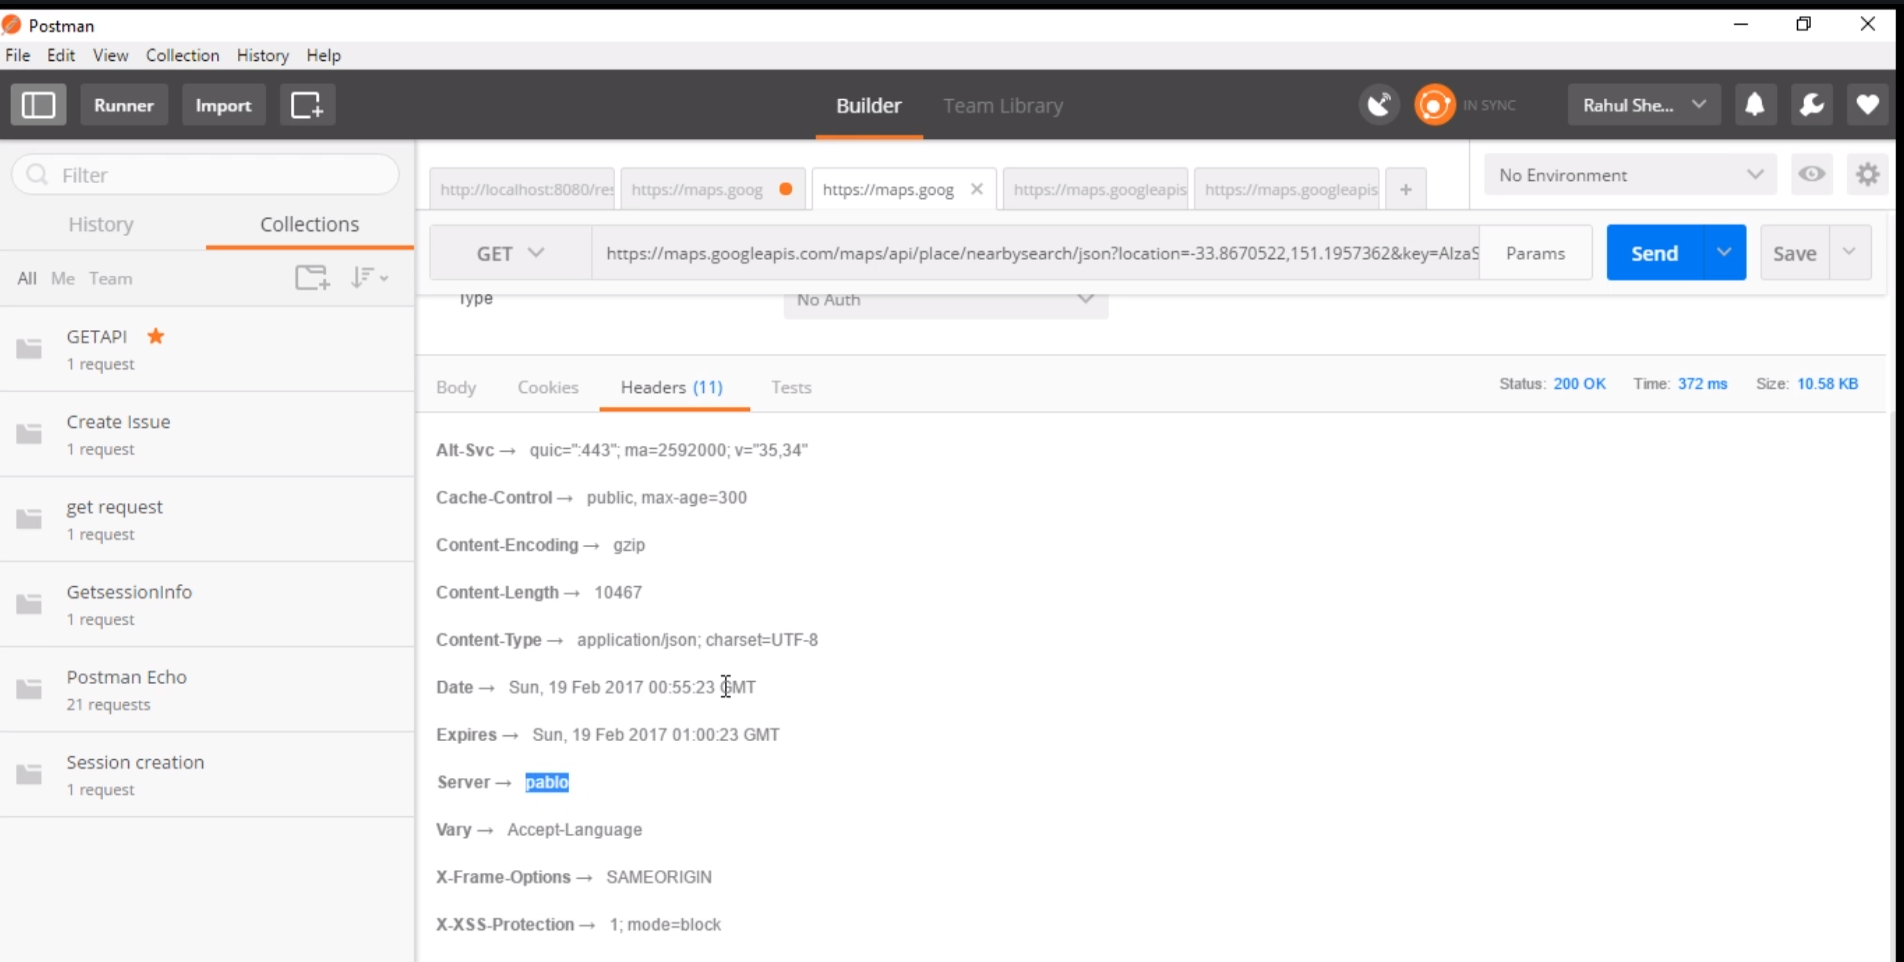 Postman
File Edit View Collection History Help
Runner Import Builder Team Library IN SYNC Rahul She...
Filter
History Collections
All Me Team
GETAPI
1 request
Create Issue
1 request
get request
1 request
GetsessionInfo
1 request
Postman Echo
21 requests
Session creation
1 request
http://localhost:8080/res https://maps.goog https://maps.goog https://maps.googleapis https://maps.googleapis + No Environment
GET https://maps.googleapis.com/maps/api/place/nearbysearch/json?location=-33.8670522,151.1957362&key=AIzaS Params Send Save
Type No Auth
Body Cookies Headers (11) Tests Status: 200 OK Time: 372 ms Size: 10.58 KB
Alt-Svc → quic=":443"; ma=2592000; v="35,34"
Cache-Control → public, max-age=300
Content-Encoding → gzip
Content-Length → 10467
Content-Type → application/json; charset=UTF-8
Date → Sun, 19 Feb 2017 00:55:23 GMT
Expires → Sun, 19 Feb 2017 01:00:23 GMT
Server → pablo
Vary → Accept-Language
X-Frame-Options → SAMEORIGIN
X-XSS-Protection → 1; mode=block